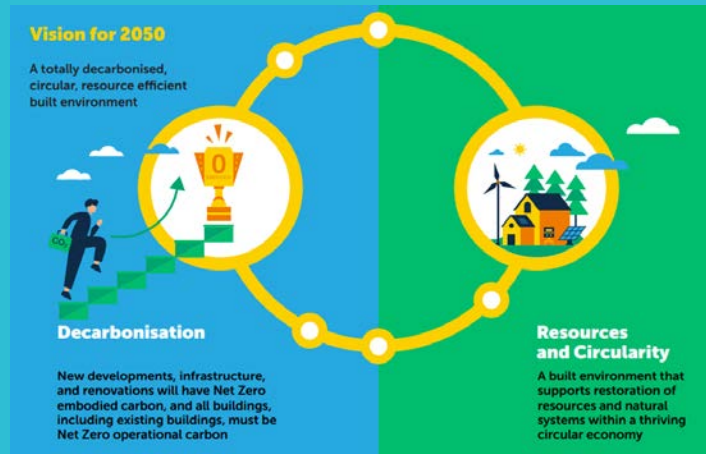 Vision for 2050
A totally decarbonised,
circular, resource efficient
built environment
0
CO₂
Decarbonisation
New developments, infrastructure,
and renovations will have Net Zero
embodied carbon, and all buildings,
including existing buildings, must be
Net Zero operational carbon
Resources
and Circularity
A built environment that
supports restoration of
resources and natural
systems within a thriving
circular economy